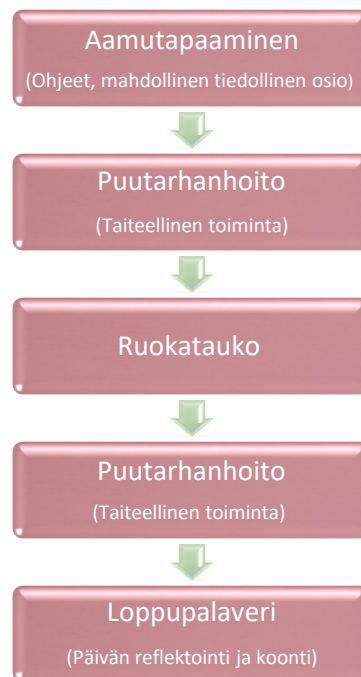 Aamutapaaminen
(Ohjeet, mahdollinen tiedollinen osio)
Puutarhanhoito
(Taiteellinen toiminta)
Ruokatauko
Puutarhanhoito
(Taiteellinen toiminta)
Loppupalaveri
(Päivän reflektointi ja koonti)